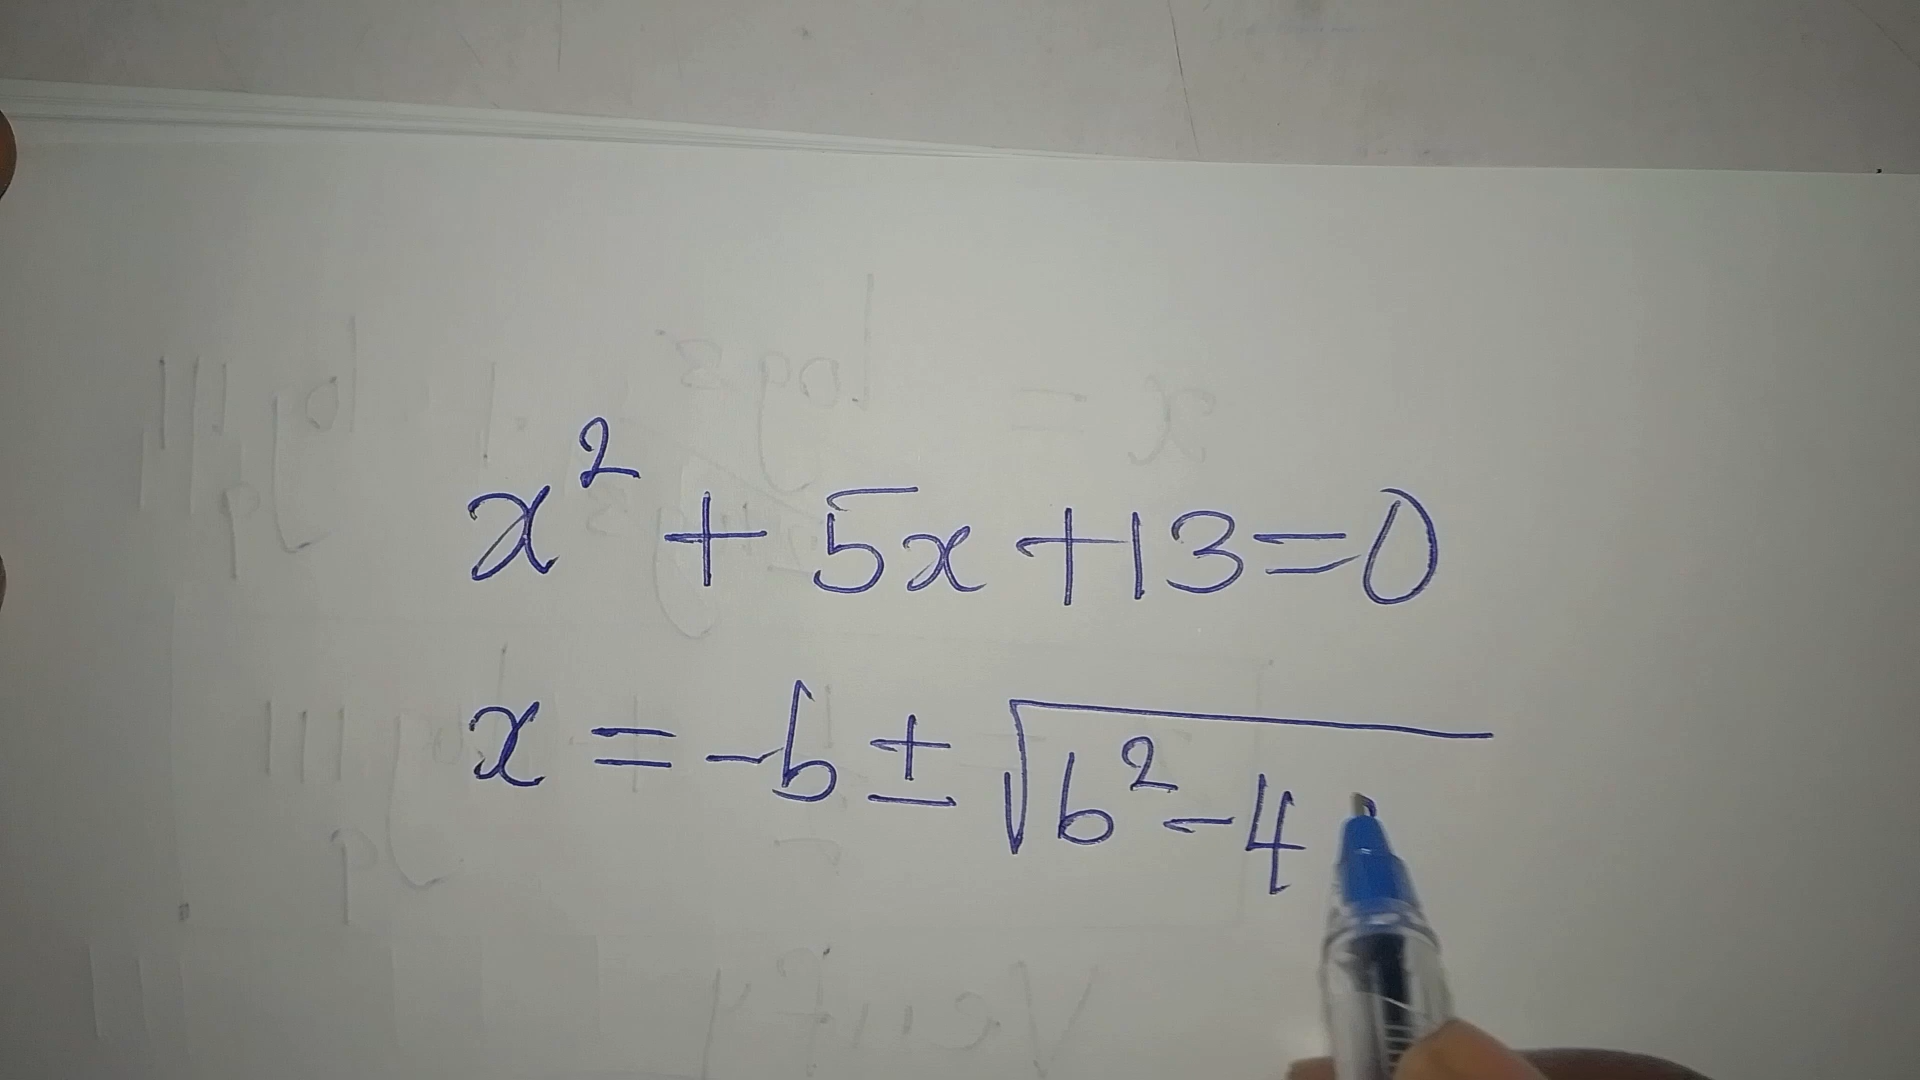 x² + 5x + 13 = 0
x = -b ± √b² - 4